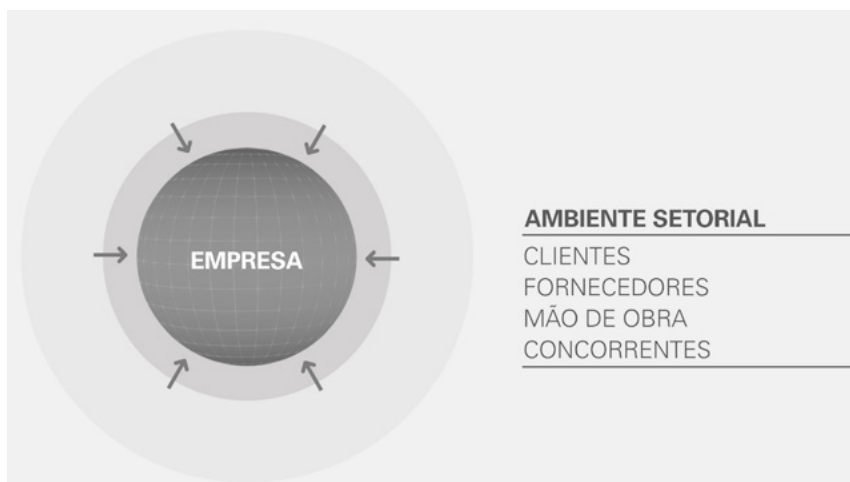 EMPRESA
AMBIENTE SETORIAL
CLIENTES
FORNECEDORES
MÃO DE OBRA
CONCORRENTES